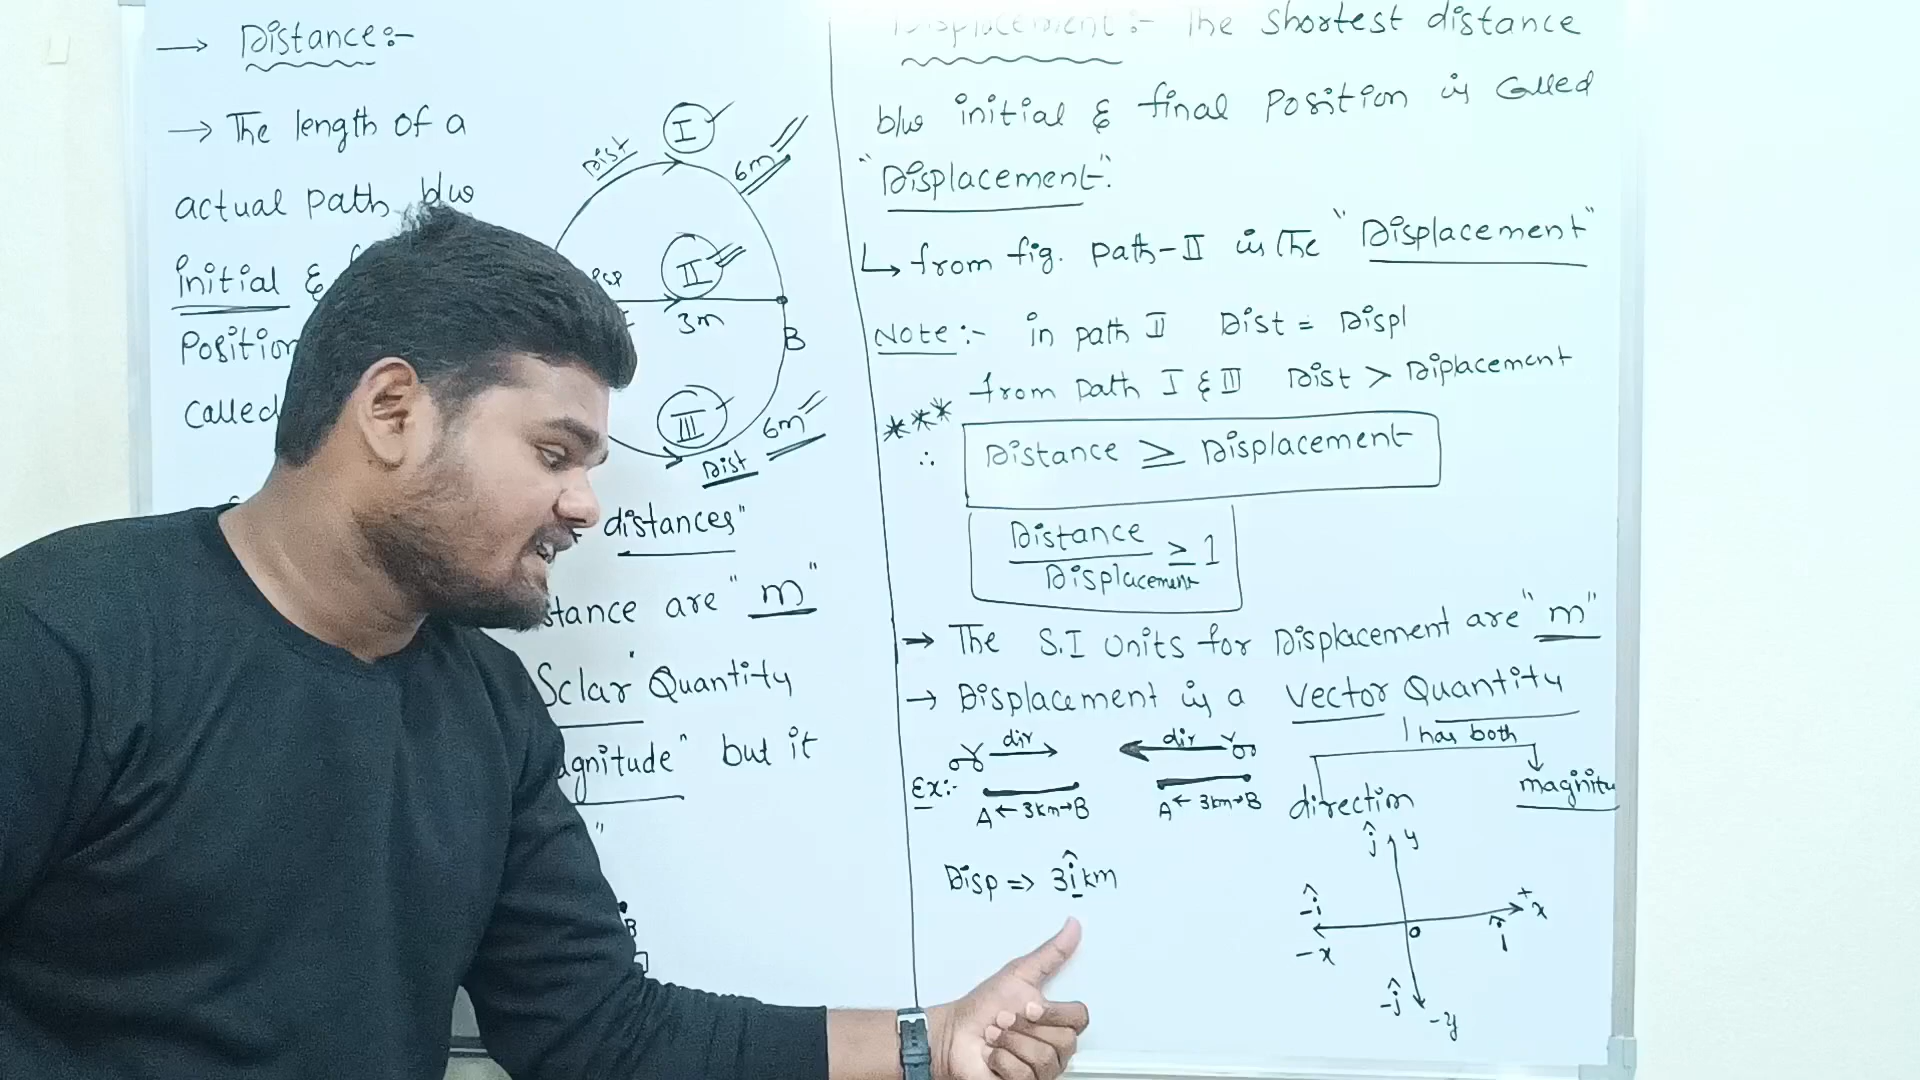 → Distance:-
→ The length of a
actual path b/w
initial &
Position
called
I
Dist
6m
II
3m
B
III
6m
Dist
distances"
stance are "m"
Sclar Quantity
agnitude" but it
"
B
Displacement:- The shortest distance
b/w initial & final Position is called
"Displacement".
↳ from fig. path-II is the "Displacement"
Note:- in path II Dist = Displ
from path I & III Dist > Diplacement
*** ∴ Distance ≥ Displacement
Distance / Displacement ≥ 1
→ The S.I Units for Displacement are "m"
→ Displacement is a Vector Quantity
has both
direction magnitu
dir dir
Ex:- A ← 3km → B A ← 3km → B
Disp => 3î km
ĵ y
-î + x
-x o î
-ĵ -y